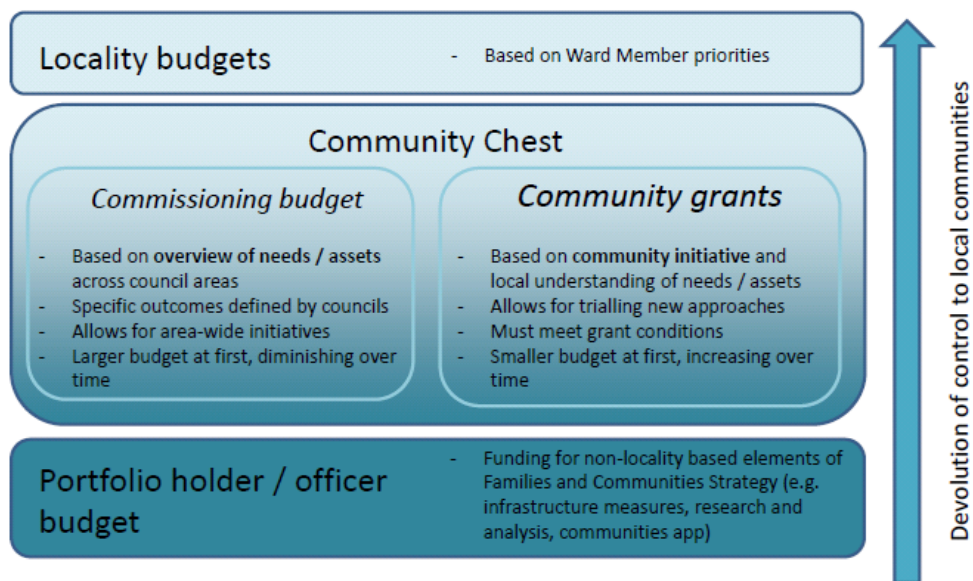 Locality budgets
- Based on Ward Member priorities
Community Chest
Commissioning budget
- Based on overview of needs / assets
across council areas
- Specific outcomes defined by councils
- Allows for area-wide initiatives
- Larger budget at first, diminishing over
time
Community grants
- Based on community initiative and
local understanding of needs / assets
- Allows for trialling new approaches
- Must meet grant conditions
- Smaller budget at first, increasing over
time
Portfolio holder / officer
budget
- Funding for non-locality based elements of
Families and Communities Strategy (e.g.
infrastructure measures, research and
analysis, communities app)
Devolution of control to local communities